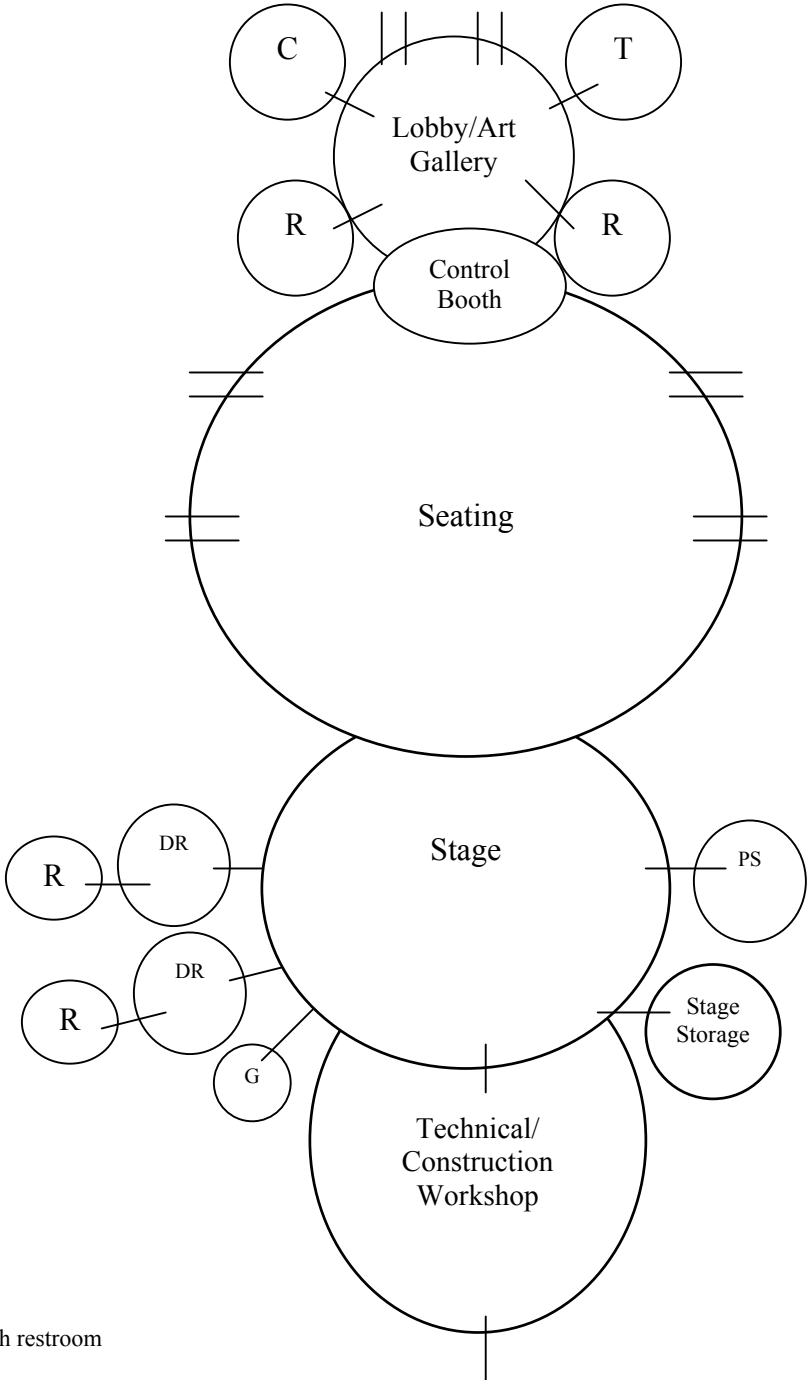 C
T
Lobby/Art
Gallery
R
R
Control
Booth
Seating
Stage
DR
PS
R
DR
R
Stage
Storage
G
Technical/
Construction
Workshop
h restroom